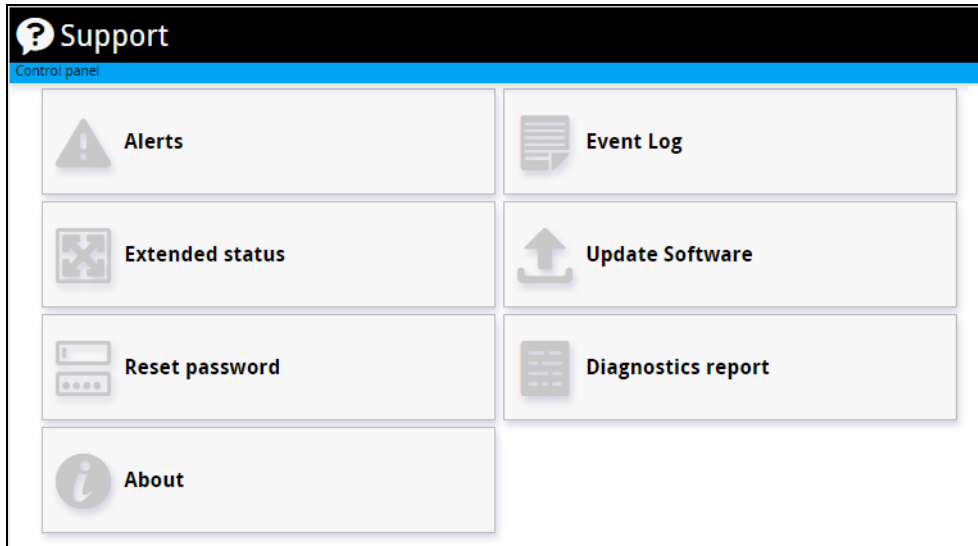 Support
Control panel
Alerts
Event Log
Extended status
Update Software
Reset password
Diagnostics report
About